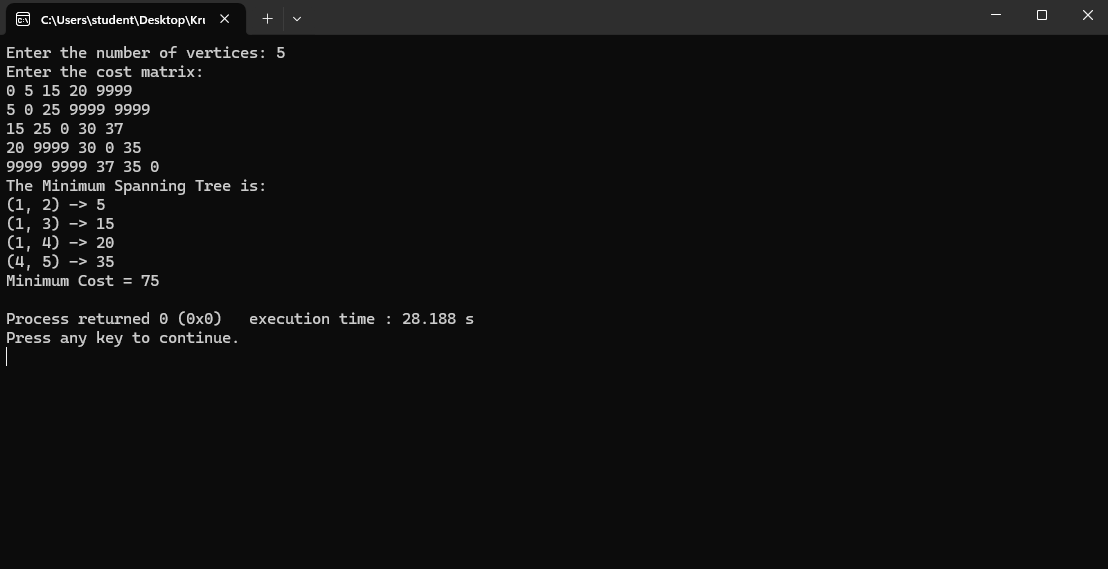 C:\Users\student\Desktop\Kru
Enter the number of vertices: 5
Enter the cost matrix:
0 5 15 20 9999
5 0 25 9999 9999
15 25 0 30 37
20 9999 30 0 35
9999 9999 37 35 0
The Minimum Spanning Tree is:
(1, 2) -> 5
(1, 3) -> 15
(1, 4) -> 20
(4, 5) -> 35
Minimum Cost = 75
Process returned 0 (0x0)   execution time : 28.188 s
Press any key to continue.